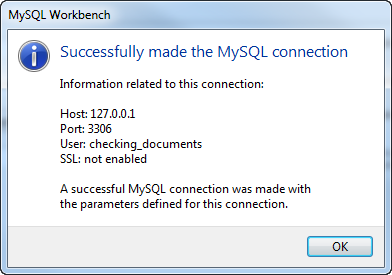 MySQL Workbench
Successfully made the MySQL connection
Information related to this connection:
Host: 127.0.0.1
Port: 3306
User: checking_documents
SSL: not enabled
A successful MySQL connection was made with
the parameters defined for this connection.
OK